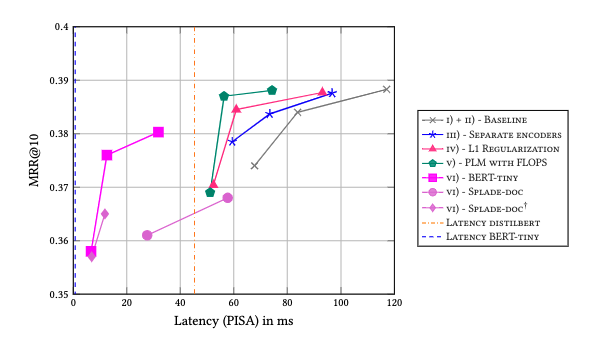 0.4
0.39
0.38
0.37
0.36
0.35
MRR@10
0 20 40 60 80 100 120
Latency (PISA) in ms
I) + II) - Baseline
III) - Separate encoders
IV) - L1 Regularization
V) - PLM with FLOPS
VI) - BERT-tiny
VI) - Splade-doc
VI) - Splade-doc†
Latency distilbert
Latency BERT-tiny